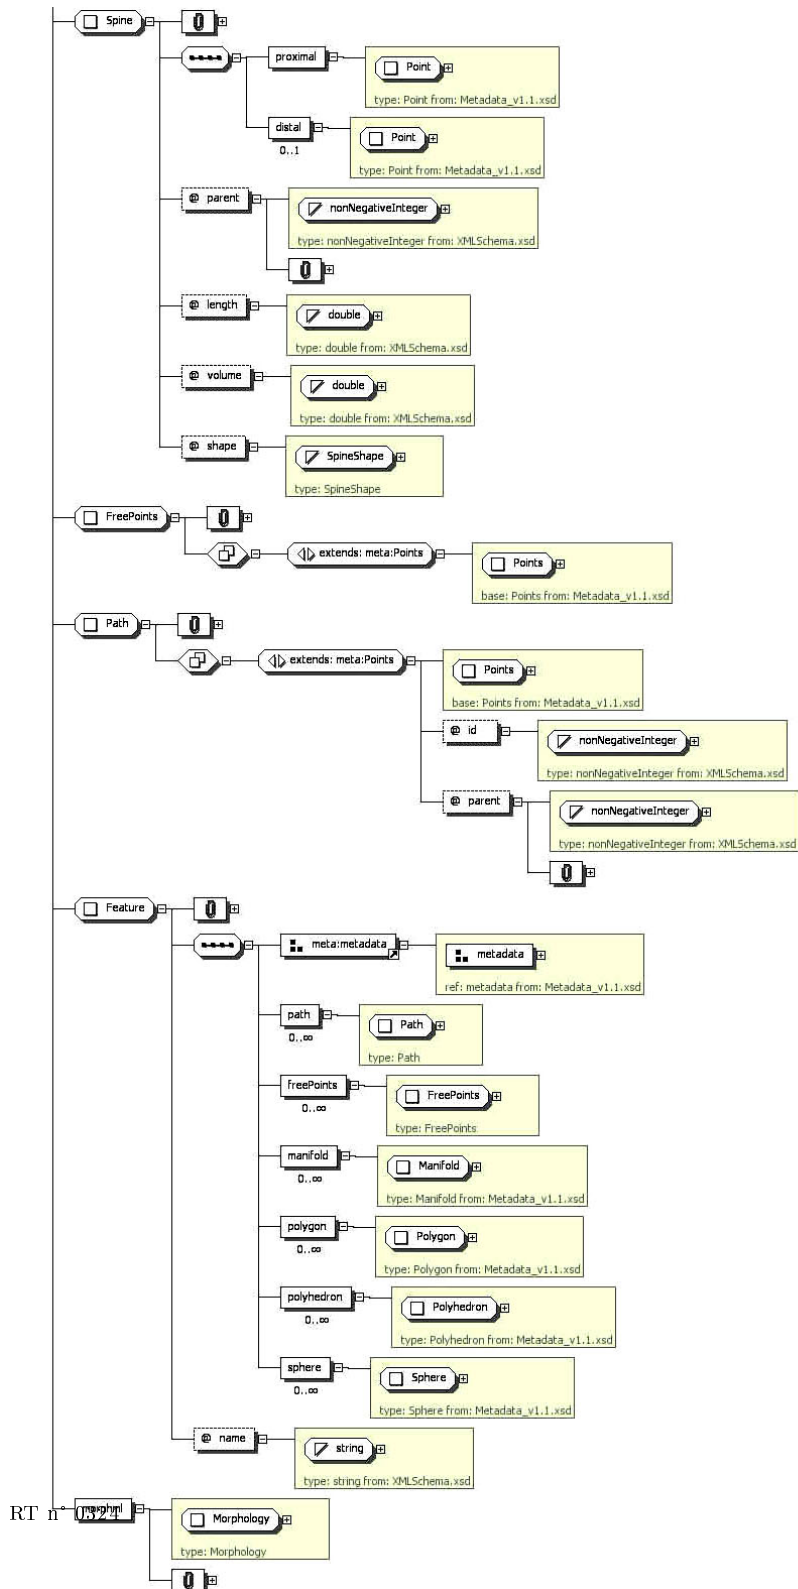 Spine
proximal
Point
type: Point from: Metadata_v1.1.xsd
distal
0..1
Point
type: Point from: Metadata_v1.1.xsd
@ parent
nonNegativeInteger
type: nonNegativeInteger from: XMLSchema.xsd
@ length
double
type: double from: XMLSchema.xsd
@ volume
double
type: double from: XMLSchema.xsd
@ shape
SpineShape
type: SpineShape
FreePoints
extends: meta:Points
Points
base: Points from: Metadata_v1.1.xsd
Path
extends: meta:Points
Points
base: Points from: Metadata_v1.1.xsd
@ id
nonNegativeInteger
type: nonNegativeInteger from: XMLSchema.xsd
@ parent
nonNegativeInteger
type: nonNegativeInteger from: XMLSchema.xsd
Feature
meta:metadata
metadata
ref: metadata from: Metadata_v1.1.xsd
path
0..∞
Path
type: Path
freePoints
0..∞
FreePoints
type: FreePoints
manifold
0..∞
Manifold
type: Manifold from: Metadata_v1.1.xsd
polygon
0..∞
Polygon
type: Polygon from: Metadata_v1.1.xsd
polyhedron
0..∞
Polyhedron
type: Polyhedron from: Metadata_v1.1.xsd
sphere
0..∞
Sphere
type: Sphere from: Metadata_v1.1.xsd
@ name
string
type: string from: XMLSchema.xsd
RT n° 0324
Morphology
type: Morphology